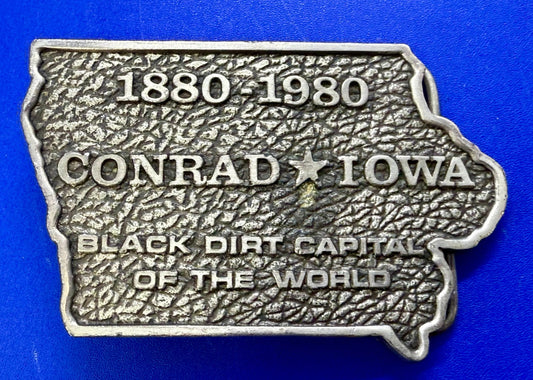 1880-1980
CONRAD ★ IOWA
BLACK DIRT CAPITAL
OF THE WORLD